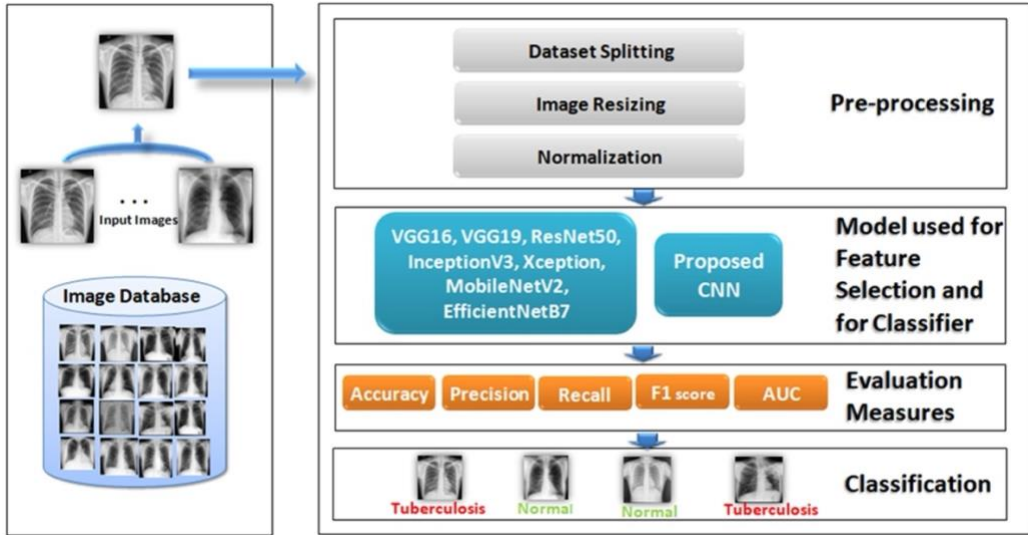 ...
Input Images
Image Database
Dataset Splitting
Image Resizing
Normalization
Pre-processing
VGG16, VGG19, ResNet50,
InceptionV3, Xception,
MobileNetV2,
EfficientNetB7
Proposed
CNN
Model used for
Feature
Selection and
for Classifier
Accuracy
Precision
Recall
F1 score
AUC
Evaluation
Measures
Tuberculosis
Normal
Normal
Tuberculosis
Classification